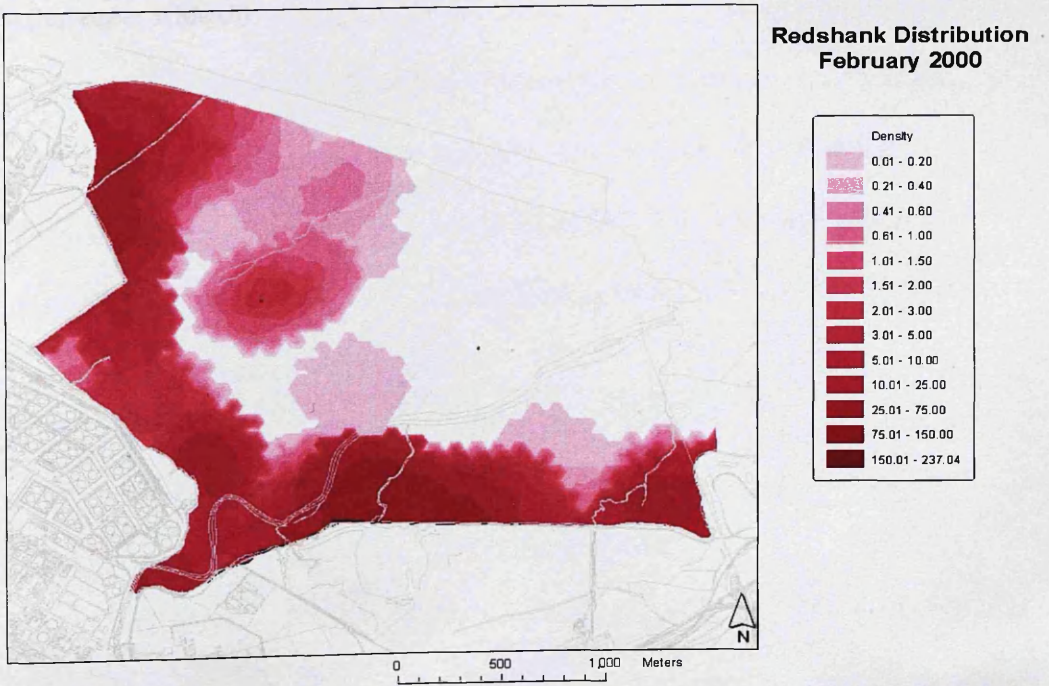 Redshank Distribution
February 2000
Density
0.01 - 0.20
0.21 - 0.40
0.41 - 0.60
0.61 - 1.00
1.01 - 1.50
1.51 - 2.00
2.01 - 3.00
3.01 - 5.00
5.01 - 10.00
10.01 - 25.00
25.01 - 75.00
75.01 - 150.00
150.01 - 237.04
N
0 500 1,000 Meters